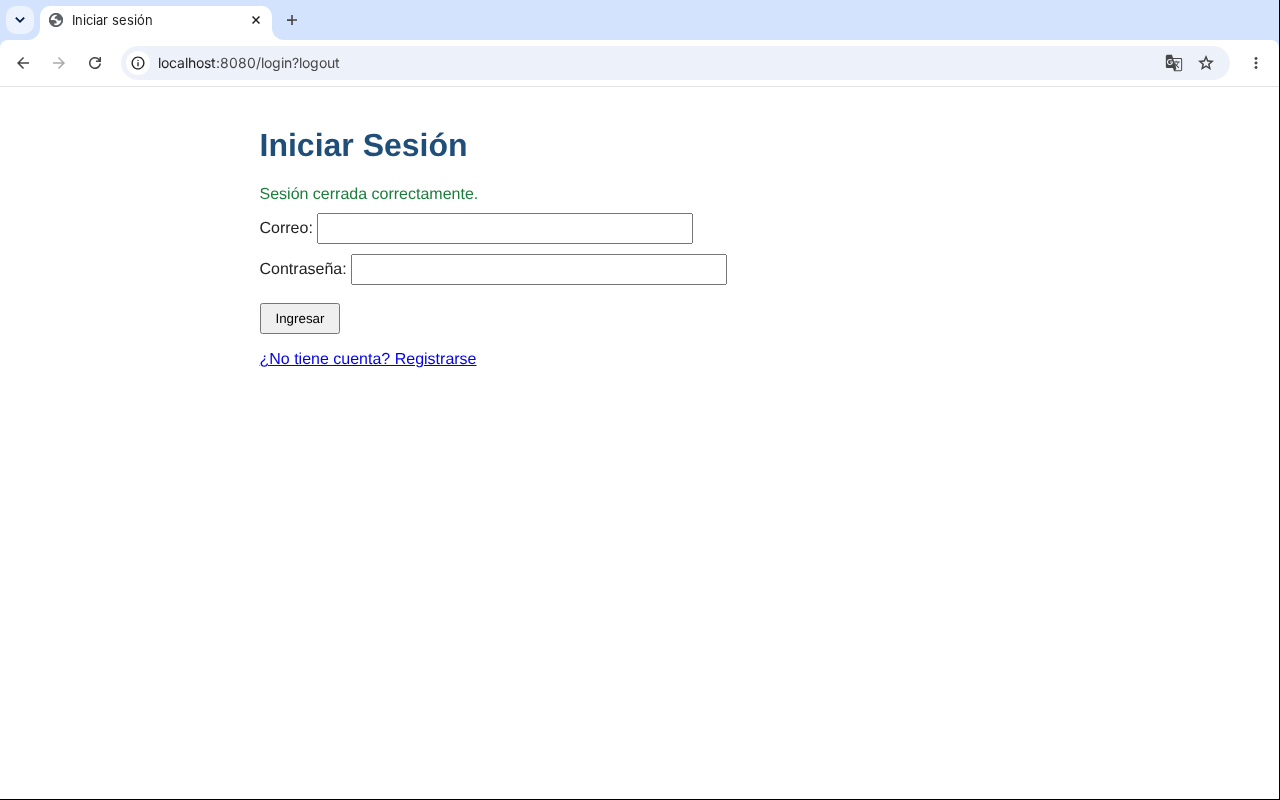 Iniciar sesión
localhost:8080/login?logout
Iniciar Sesión
Sesión cerrada correctamente.
Correo:
Contraseña:
Ingresar
¿No tiene cuenta? Registrarse